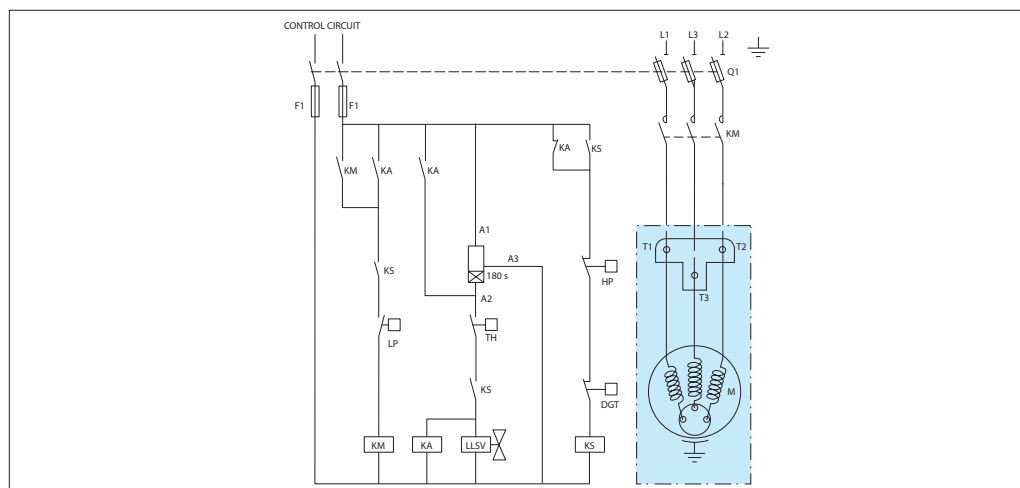 CONTROL CIRCUIT
L1 L3 L2
Q1
F1 F1
KM
KA KS
KM KA KA
A1
T1 T2
A3
180 s
KS HP
A2
T3
LP TH
KS M
DGT
KM KA LLSV KS